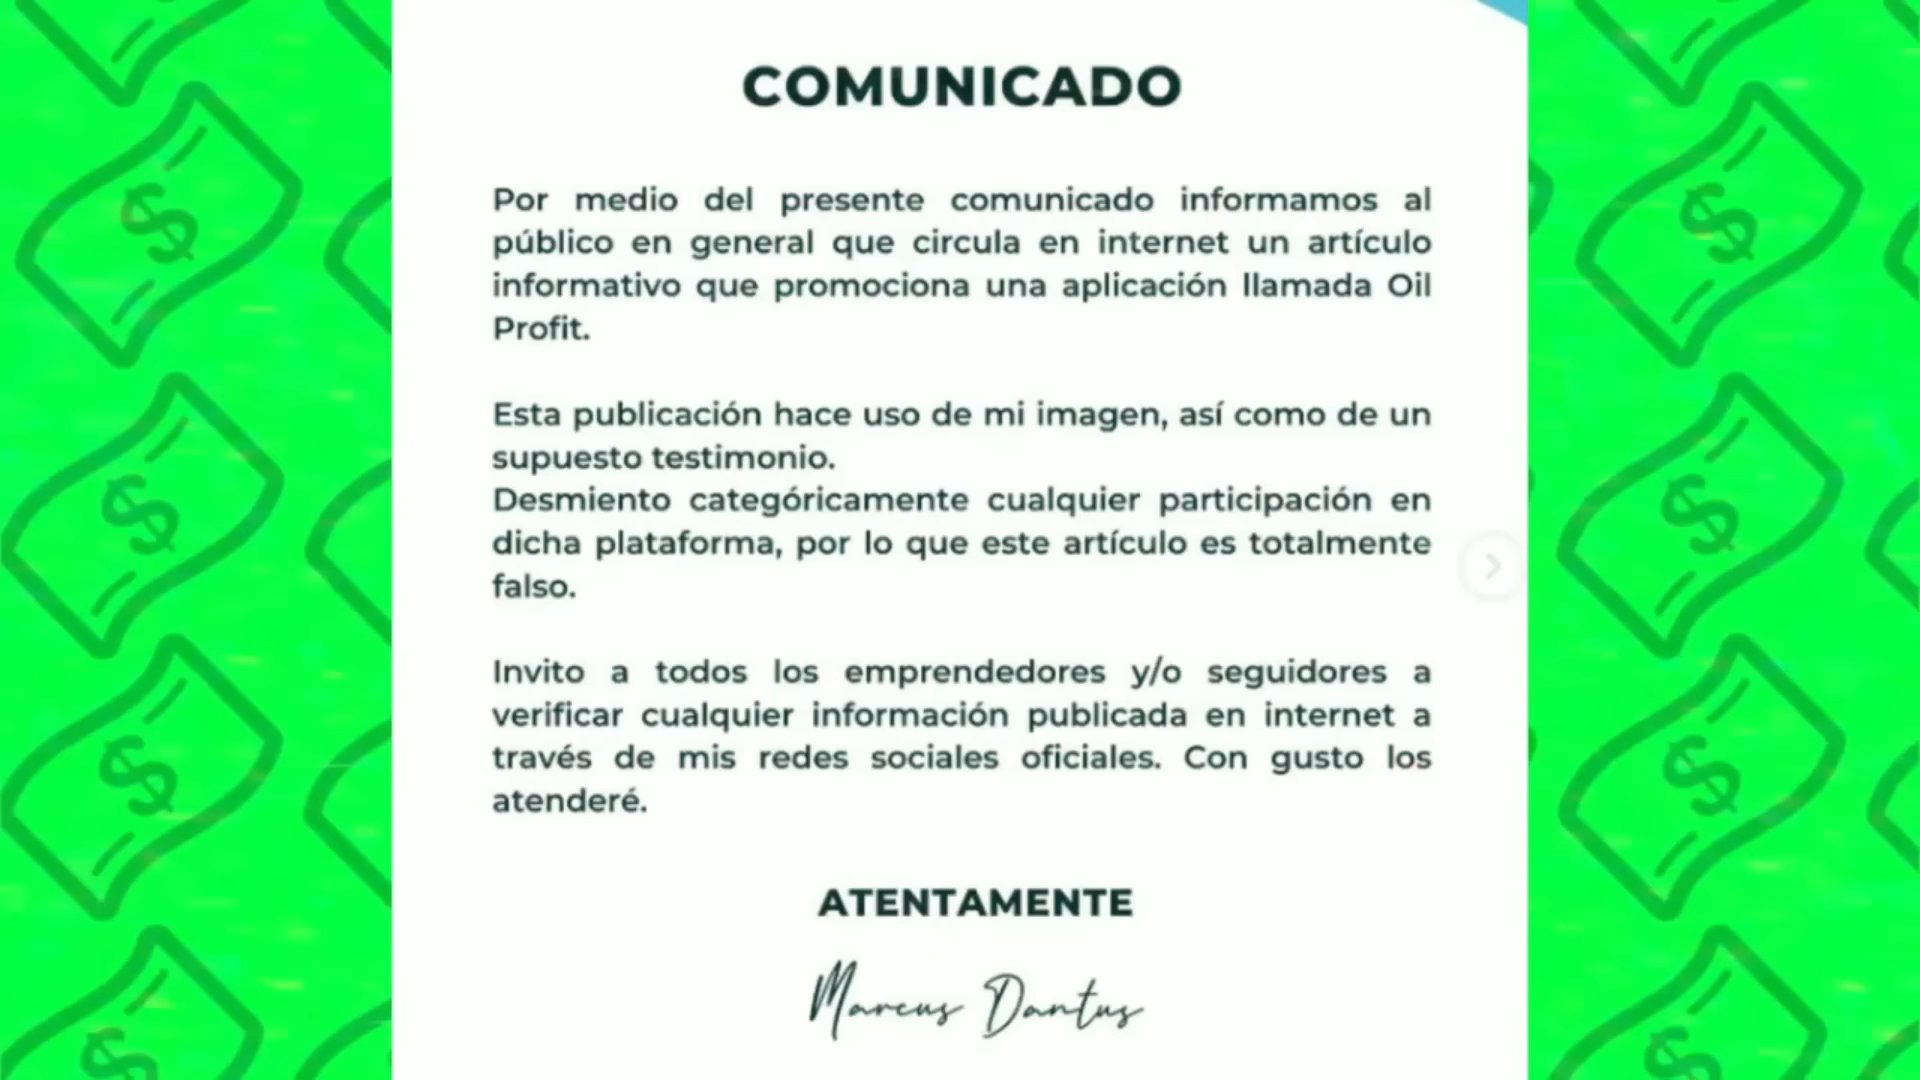 COMUNICADO
Por medio del presente comunicado informamos al
público en general que circula en internet un artículo
informativo que promociona una aplicación llamada Oil
Profit.
Esta publicación hace uso de mi imagen, así como de un
supuesto testimonio.
Desmiento categóricamente cualquier participación en
dicha plataforma, por lo que este artículo es totalmente
falso.
Invito a todos los emprendedores y/o seguidores a
verificar cualquier información publicada en internet a
través de mis redes sociales oficiales. Con gusto los
atenderé.
ATENTAMENTE
Marcus Dantus